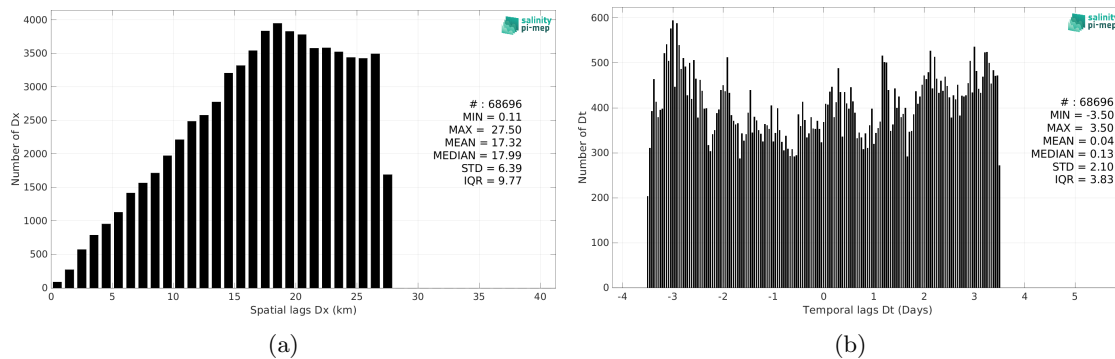 salinity
pi-mep
4000
3500
3000
2500
2000
1500
1000
500
0
Number of Dx
# : 68696
MIN = 0.11
MAX = 27.50
MEAN = 17.32
MEDIAN = 17.99
STD = 6.39
IQR = 9.77
0 5 10 15 20 25 30 35 40
Spatial lags Dx (km)
(a)
salinity
pi-mep
600
500
400
300
200
100
0
Number of Dt
# : 68696
MIN = -3.50
MAX = 3.50
MEAN = 0.04
MEDIAN = 0.13
STD = 2.10
IQR = 3.83
-4 -3 -2 -1 0 1 2 3 4 5
Temporal lags Dt (Days)
(b)